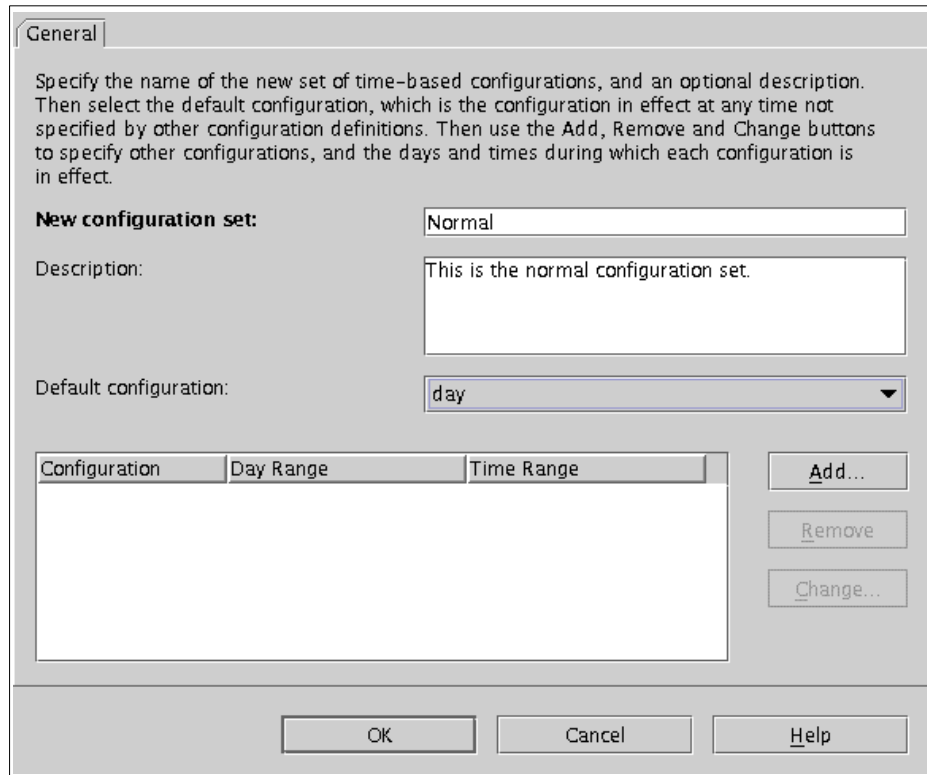 General
Specify the name of the new set of time-based configurations, and an optional description.
Then select the default configuration, which is the configuration in effect at any time not
specified by other configuration definitions. Then use the Add, Remove and Change buttons
to specify other configurations, and the days and times during which each configuration is
in effect.
New configuration set: Normal
Description: This is the normal configuration set.
Default configuration: day
Configuration Day Range Time Range Add...
Remove
Change...
OK Cancel Help